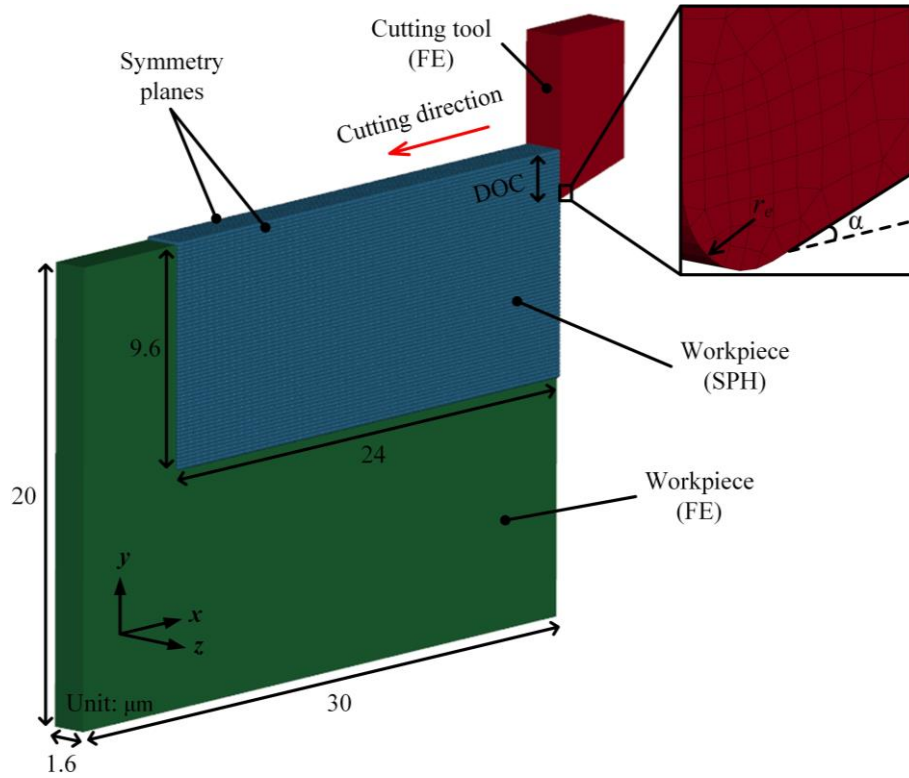 Cutting tool
(FE)
Symmetry
planes
Cutting direction
DOC
rₑ
α
9.6
Workpiece
(SPH)
24
Workpiece
(FE)
20
y
x
z
Unit: μm
30
1.6